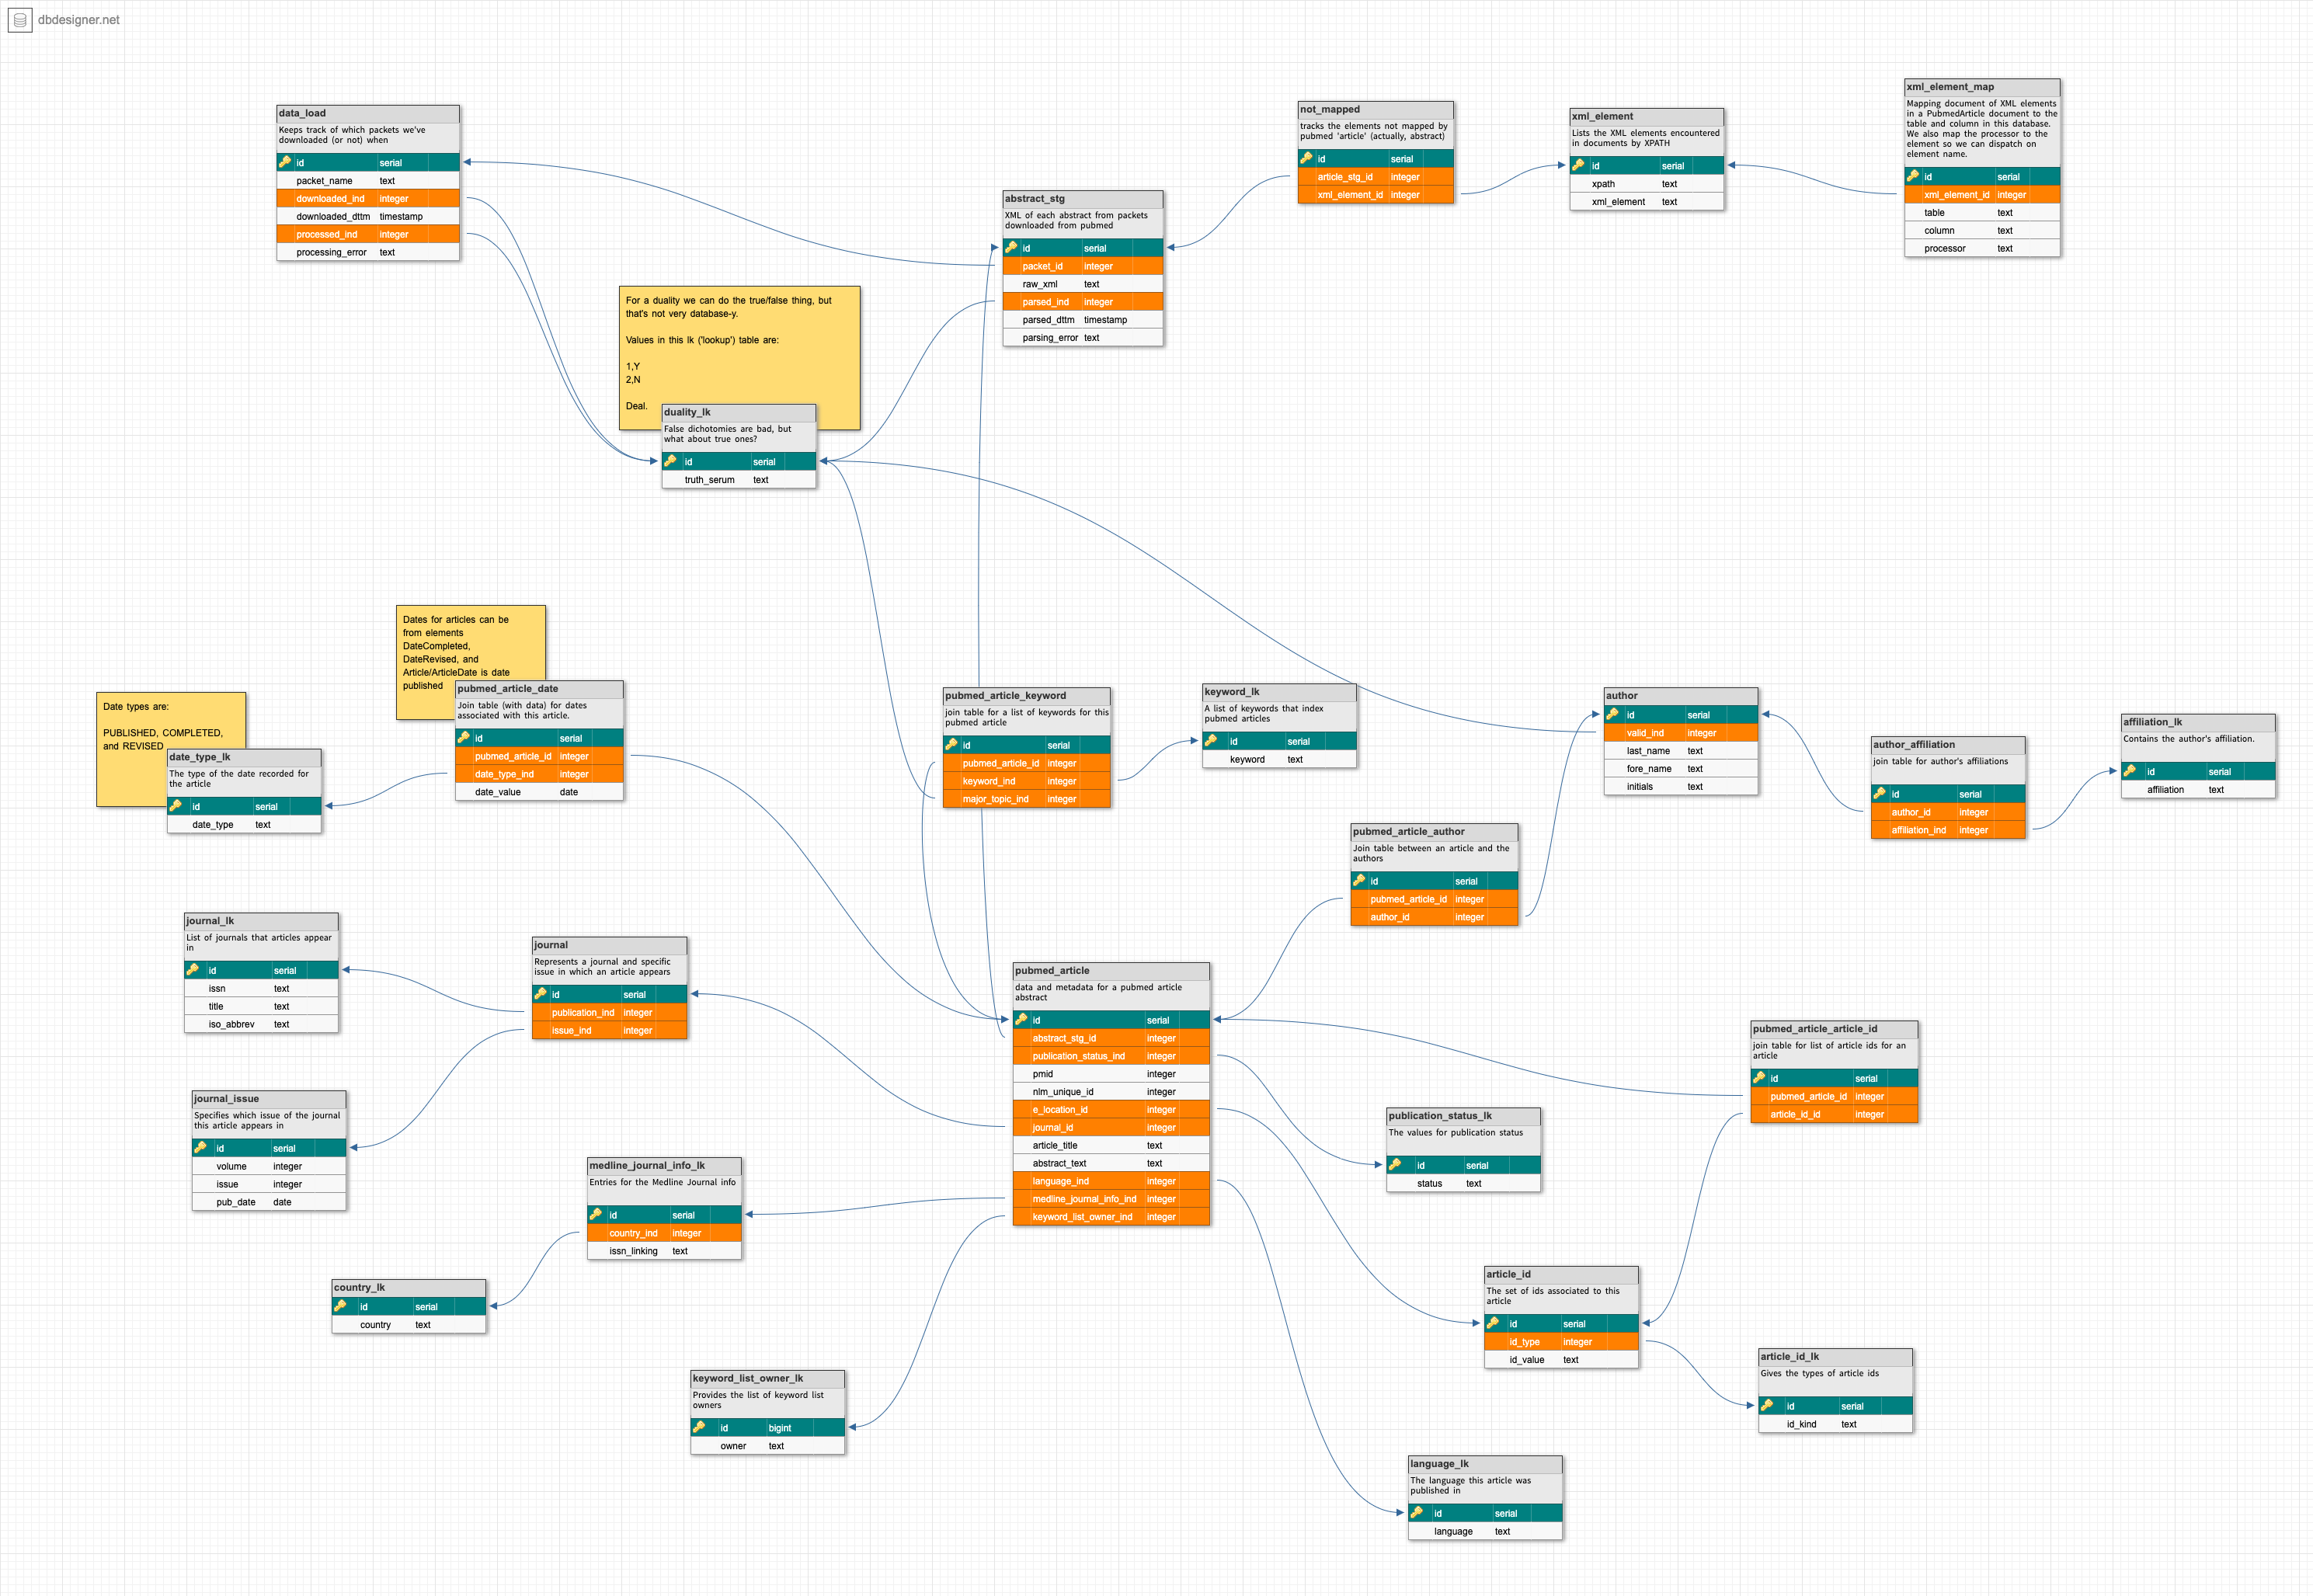 dbdesigner.net
data_load
Keeps track of which packets we've
downloaded (or not) when
id serial
packet_name text
downloaded_ind integer
downloaded_dttm timestamp
processed_ind integer
processing_error text
abstract_stg
XML of each abstract from packets
downloaded from pubmed
id serial
packet_id integer
raw_xml text
parsed_ind integer
parsed_dttm timestamp
parsing_error text
not_mapped
tracks the elements not mapped by
pubmed 'article' (actually, abstract)
id serial
article_stg_id integer
xml_element_id integer
xml_element
Lists the XML elements encountered
in documents by XPATH
id serial
xpath text
xml_element text
xml_element_map
Mapping document of XML elements
in a PubmedArticle document to the
table and column in this database.
We also map the processor to the
element so we can dispatch on
element name.
id serial
xml_element_id integer
table text
column text
processor text
For a duality we can do the true/false thing, but
that's not very database-y.
Values in this lk ('lookup') table are:
1,Y
2,N
Deal.
duality_lk
False dichotomies are bad, but
what about true ones?
id serial
truth_serum text
Dates for articles can be
from elements
DateCompleted,
DateRevised, and
Article/ArticleDate is date
published
pubmed_article_date
Join table (with data) for dates
associated with this article.
id serial
pubmed_article_id integer
date_type_ind integer
date_value date
Date types are:
PUBLISHED, COMPLETED,
and REVISED
date_type_lk
The type of the date recorded for
the article
id serial
date_type text
pubmed_article_keyword
join table for a list of keywords for this
pubmed article
id serial
pubmed_article_id integer
keyword_ind integer
major_topic_ind integer
keyword_lk
A list of keywords that index
pubmed articles
id serial
keyword text
author
id serial
valid_ind integer
last_name text
fore_name text
initials text
author_affiliation
join table for author's affiliations
id serial
author_id integer
affiliation_ind integer
affiliation_lk
Contains the author's affiliation.
id serial
affiliation text
pubmed_article_author
Join table between an article and the
authors
id serial
pubmed_article_id integer
author_id integer
journal_lk
List of journals that articles appear
in
id serial
issn text
title text
iso_abbrev text
journal
Represents a journal and specific
issue in which an article appears
id serial
publication_ind integer
issue_ind integer
pubmed_article
data and metadata for a pubmed article
abstract
id serial
abstract_stg_id integer
publication_status_ind integer
pmid integer
nlm_unique_id integer
e_location_id integer
journal_id integer
article_title text
abstract_text text
language_ind integer
medline_journal_info_ind integer
keyword_list_owner_ind integer
pubmed_article_article_id
join table for list of article ids for an
article
id serial
pubmed_article_id integer
article_id_id integer
journal_issue
Specifies which issue of the journal
this article appears in
id serial
volume integer
issue integer
pub_date date
publication_status_lk
The values for publication status
id serial
status text
medline_journal_info_lk
Entries for the Medline Journal info
id serial
country_ind integer
issn_linking text
country_lk
id serial
country text
article_id
The set of ids associated to this
article
id serial
id_type integer
id_value text
article_id_lk
Gives the types of article ids
id serial
id_kind text
keyword_list_owner_lk
Provides the list of keyword list
owners
id bigint
owner text
language_lk
The language this article was
published in
id serial
language text